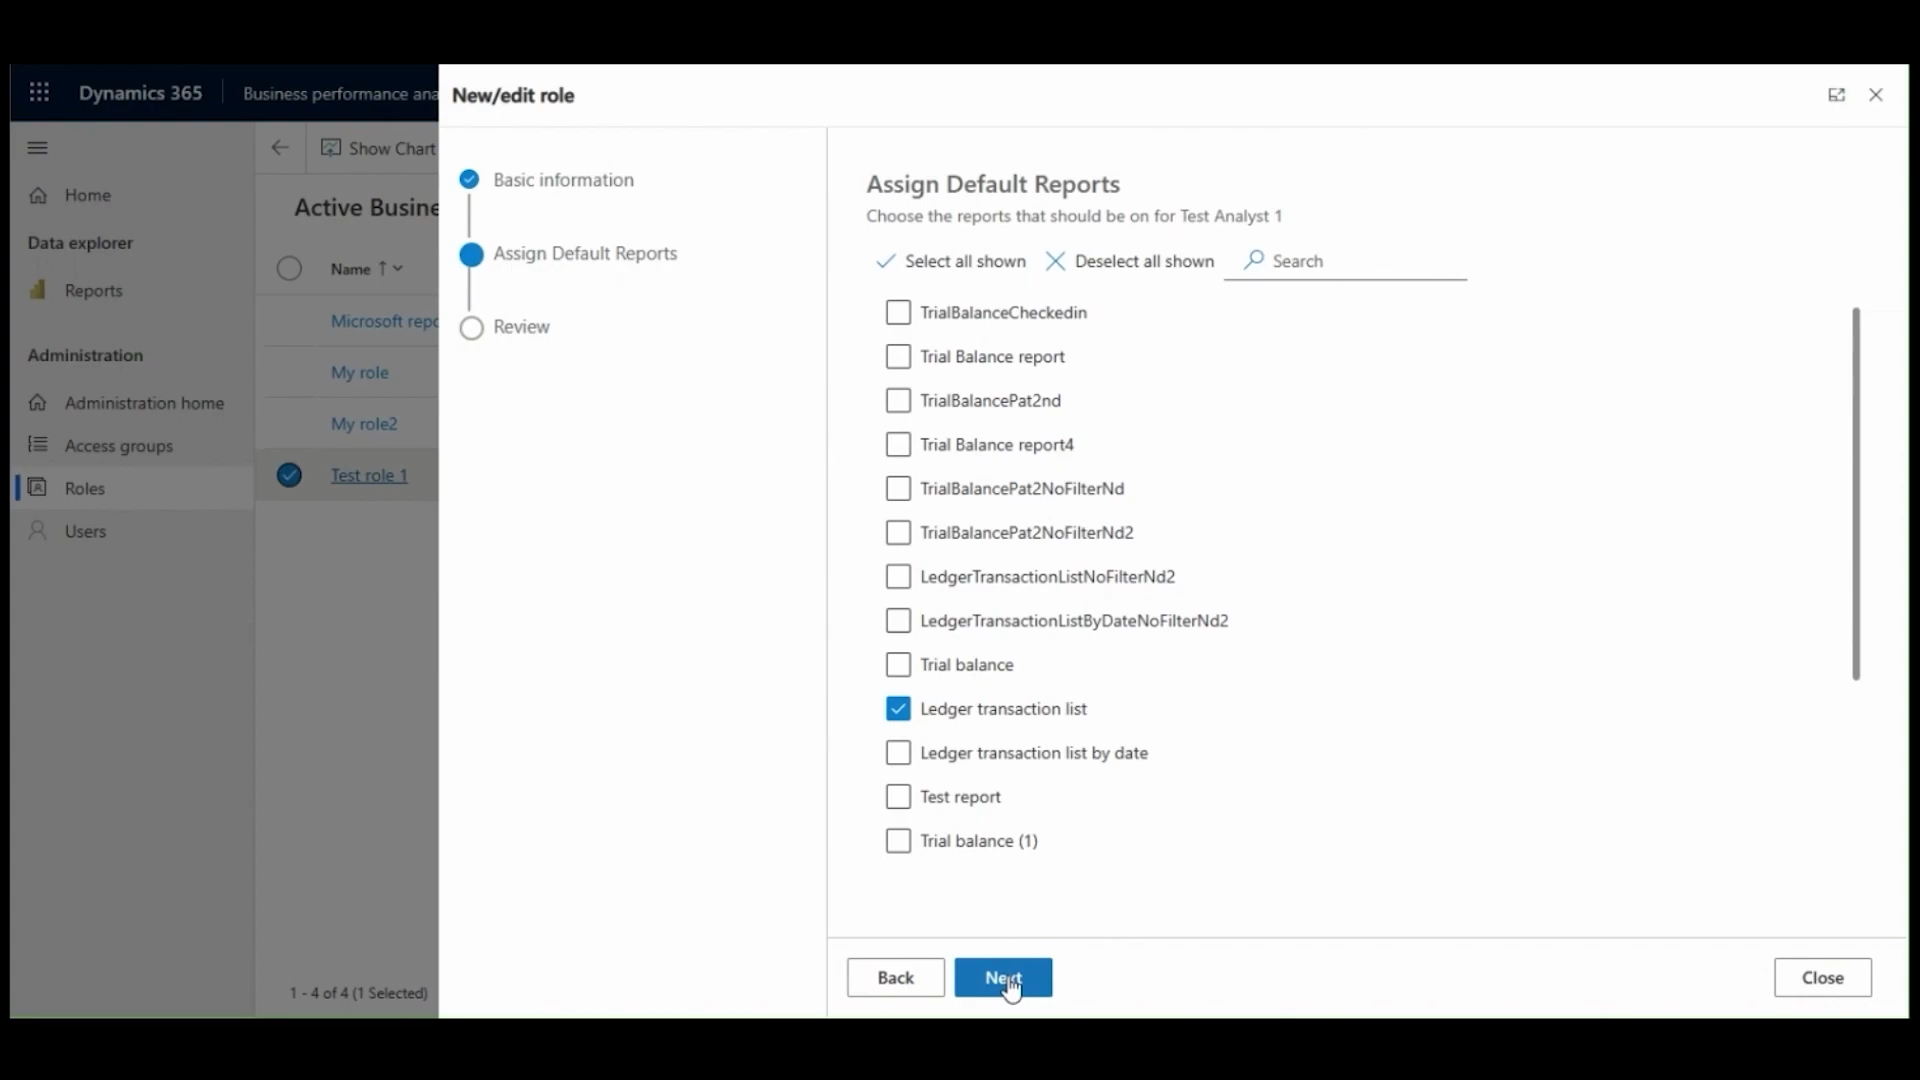 Dynamics 365
Business performance ana
New/edit role
Home
Data explorer
Reports
Administration
Administration home
Access groups
Roles
Users
Show Chart
Active Busine
Name
Microsoft repo
My role
My role2
Test role 1
1 - 4 of 4 (1 Selected)
Basic information
Assign Default Reports
Review
Assign Default Reports
Choose the reports that should be on for Test Analyst 1
Select all shown
Deselect all shown
Search
TrialBalanceCheckedin
Trial Balance report
TrialBalancePat2nd
Trial Balance report4
TrialBalancePat2NoFilterNd
TrialBalancePat2NoFilterNd2
LedgerTransactionListNoFilterNd2
LedgerTransactionListByDateNoFilterNd2
Trial balance
Ledger transaction list
Ledger transaction list by date
Test report
Trial balance (1)
Back
Next
Close